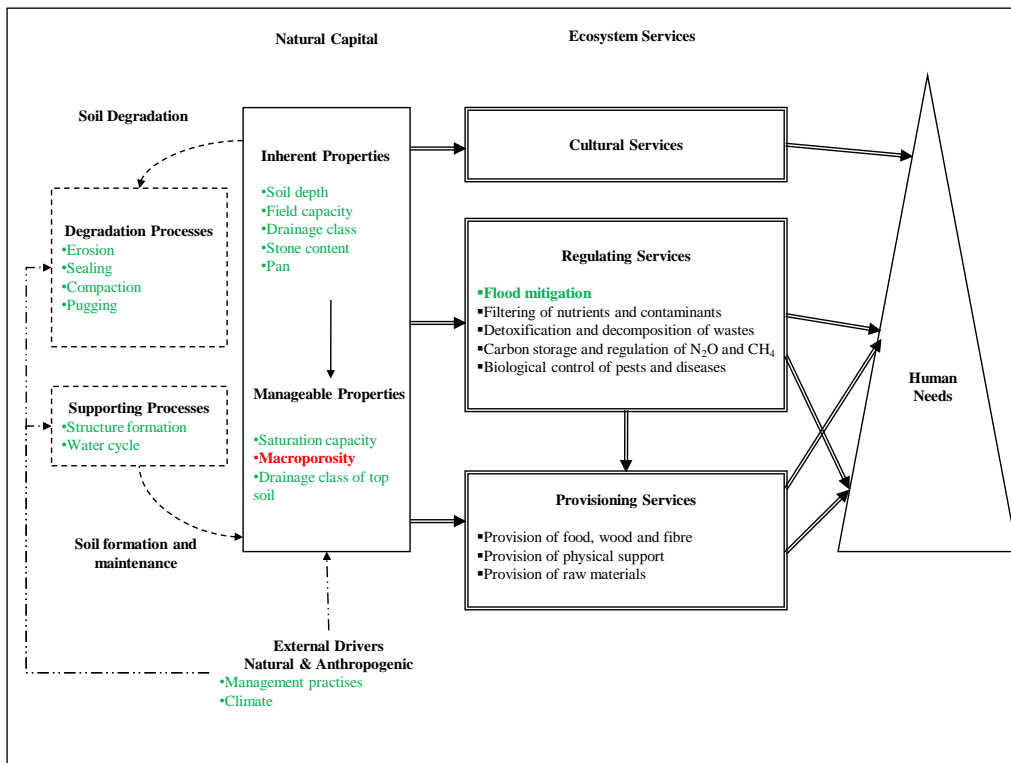 Natural Capital
Ecosystem Services
Soil Degradation
Degradation Processes
•Erosion
•Sealing
•Compaction
•Pugging
Supporting Processes
•Structure formation
•Water cycle
Soil formation and
maintenance
Inherent Properties
•Soil depth
•Field capacity
•Drainage class
•Stone content
•Pan
Manageable Properties
•Saturation capacity
•Macroporosity
•Drainage class of top
soil
External Drivers
Natural & Anthropogenic
•Management practises
•Climate
Cultural Services
Regulating Services
▪Flood mitigation
▪Filtering of nutrients and contaminants
▪Detoxification and decomposition of wastes
▪Carbon storage and regulation of N₂O and CH₄
▪Biological control of pests and diseases
Provisioning Services
▪Provision of food, wood and fibre
▪Provision of physical support
▪Provision of raw materials
Human
Needs